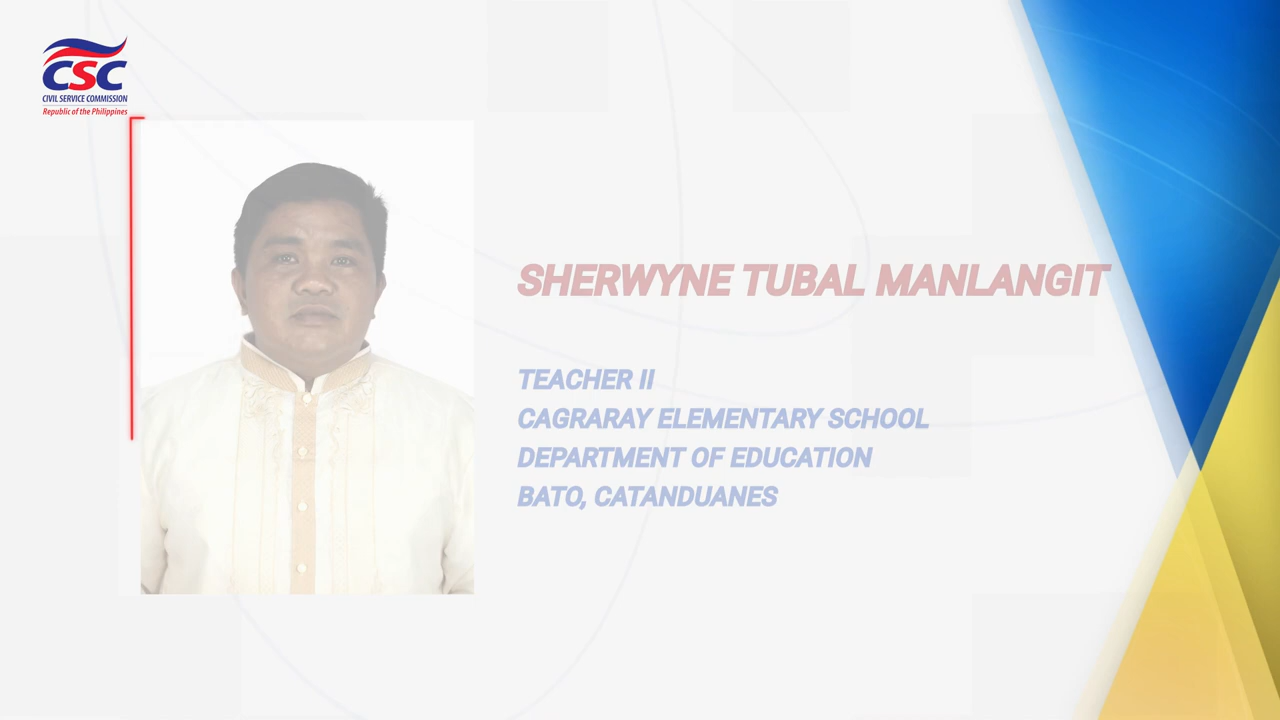 CSC
CIVIL SERVICE COMMISSION
Republic of the Philippines
SHERWYNE TUBAL MANLANGIT
TEACHER II
CAGRARAY ELEMENTARY SCHOOL
DEPARTMENT OF EDUCATION
BATO, CATANDUANES